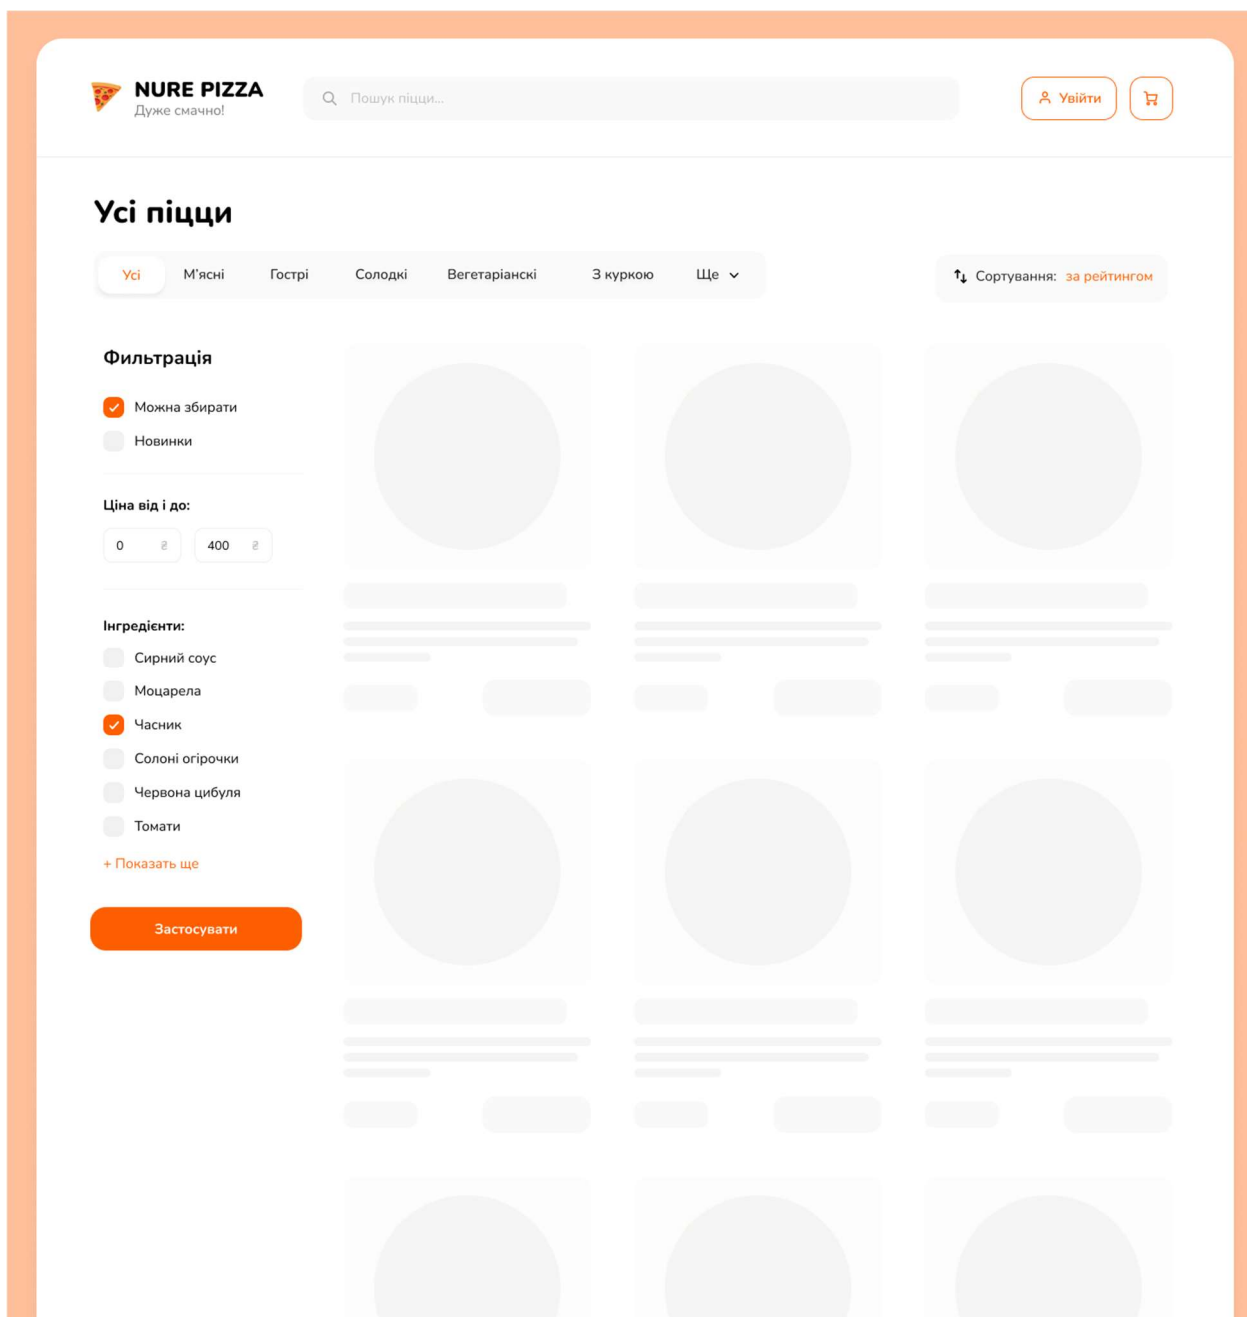 NURE PIZZA
Дуже смачно!
Пошук піцци...
Увійти
Усі піцци
Усі М'ясні Гострі Солодкі Вегетаріанскі З куркою Ще
Сортування: за рейтингом
Фильтрація
Можна збирати
Новинки
Ціна від і до:
0 ₴ 400 ₴
Інгредієнти:
Сирний соус
Моцарела
Часник
Солоні огірочки
Червона цибуля
Томати
+ Показать ще
Застосувати